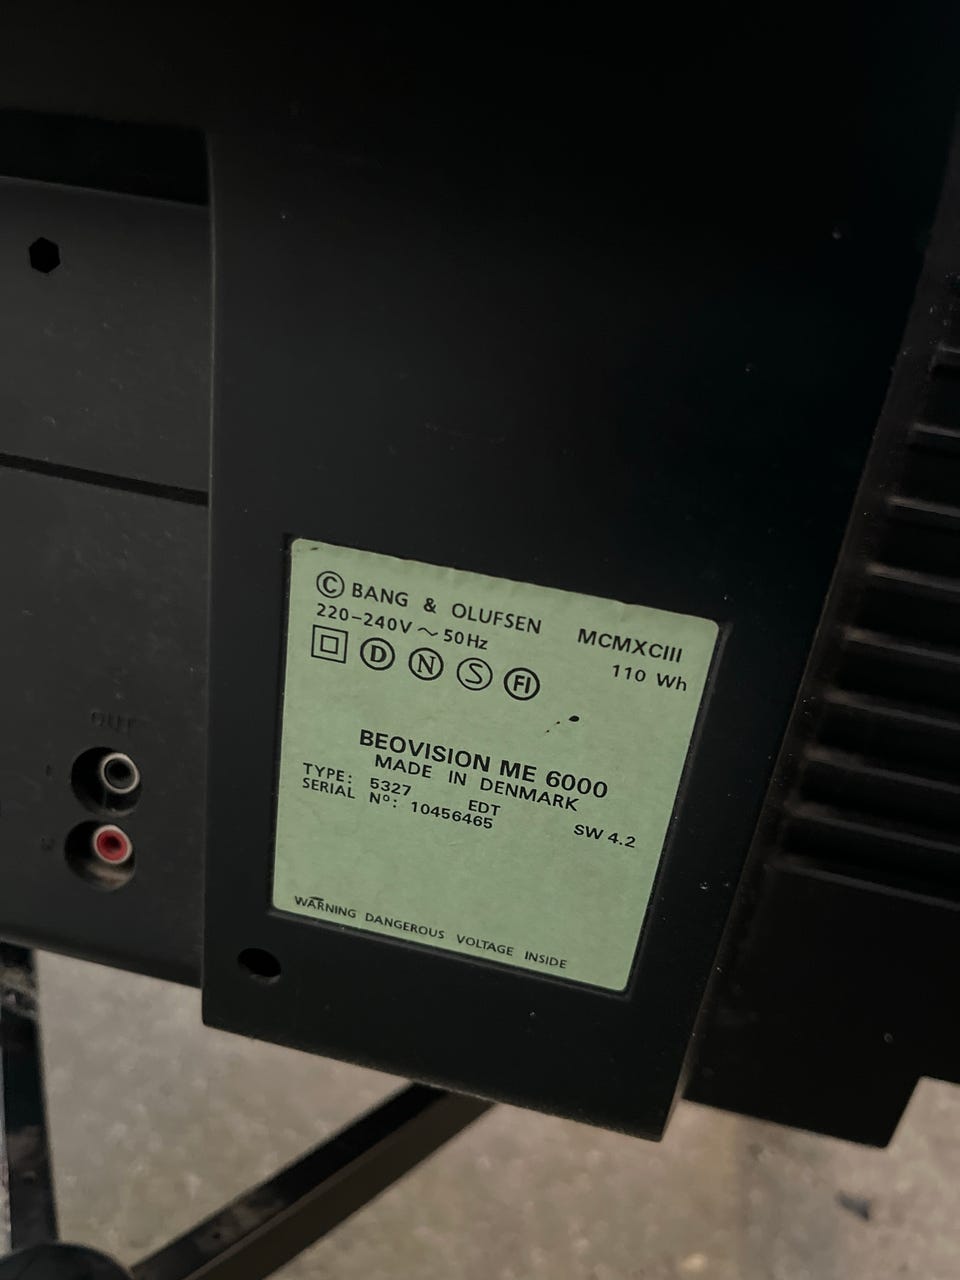 OUT
© BANG & OLUFSEN MCMXCIII
220-240V ~ 50Hz 110 Wh
D N S FI
BEOVISION ME 6000
MADE IN DENMARK
TYPE: 5327 EDT SW 4.2
SERIAL Nº: 10456465
WARNING DANGEROUS VOLTAGE INSIDE